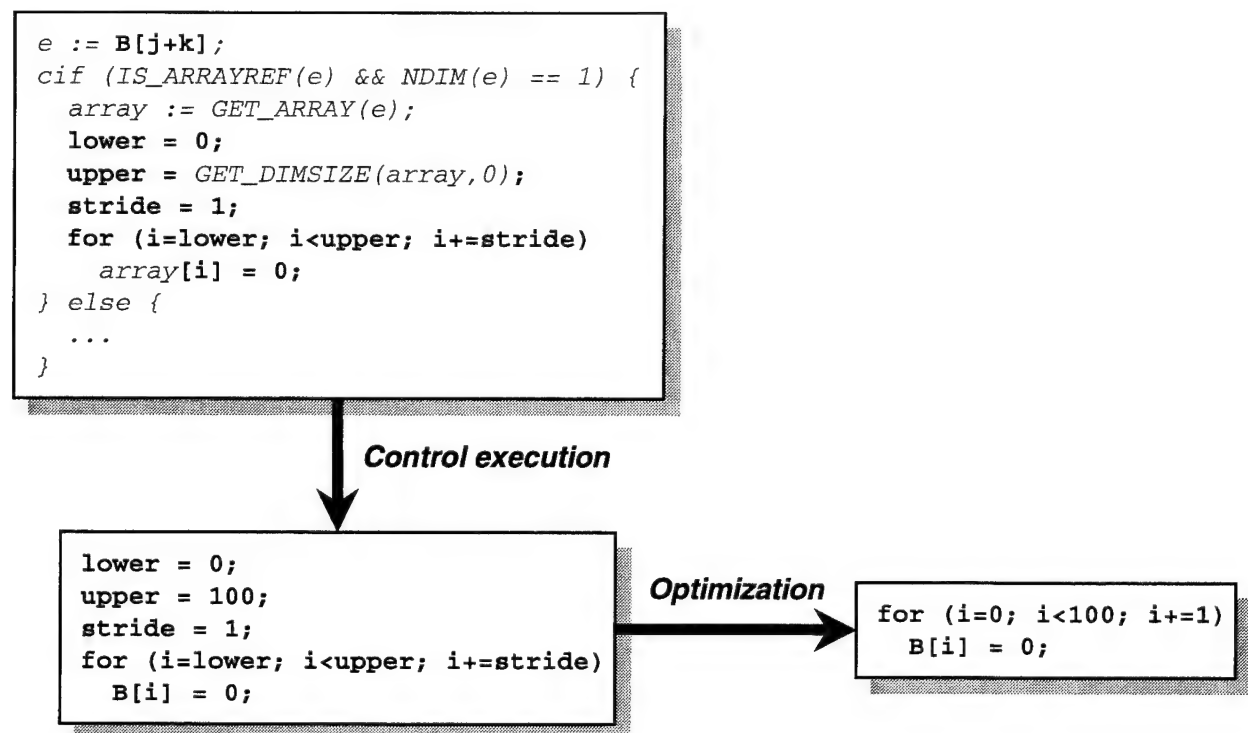 e := B[j+k];
cif (IS_ARRAYREF(e) && NDIM(e) == 1) {
  array := GET_ARRAY(e);
  lower = 0;
  upper = GET_DIMSIZE(array,0);
  stride = 1;
  for (i=lower; i<upper; i+=stride)
    array[i] = 0;
} else {
  ...
}
Control execution
lower = 0;
upper = 100;
stride = 1;
for (i=lower; i<upper; i+=stride)
  B[i] = 0;
Optimization
for (i=0; i<100; i+=1)
  B[i] = 0;